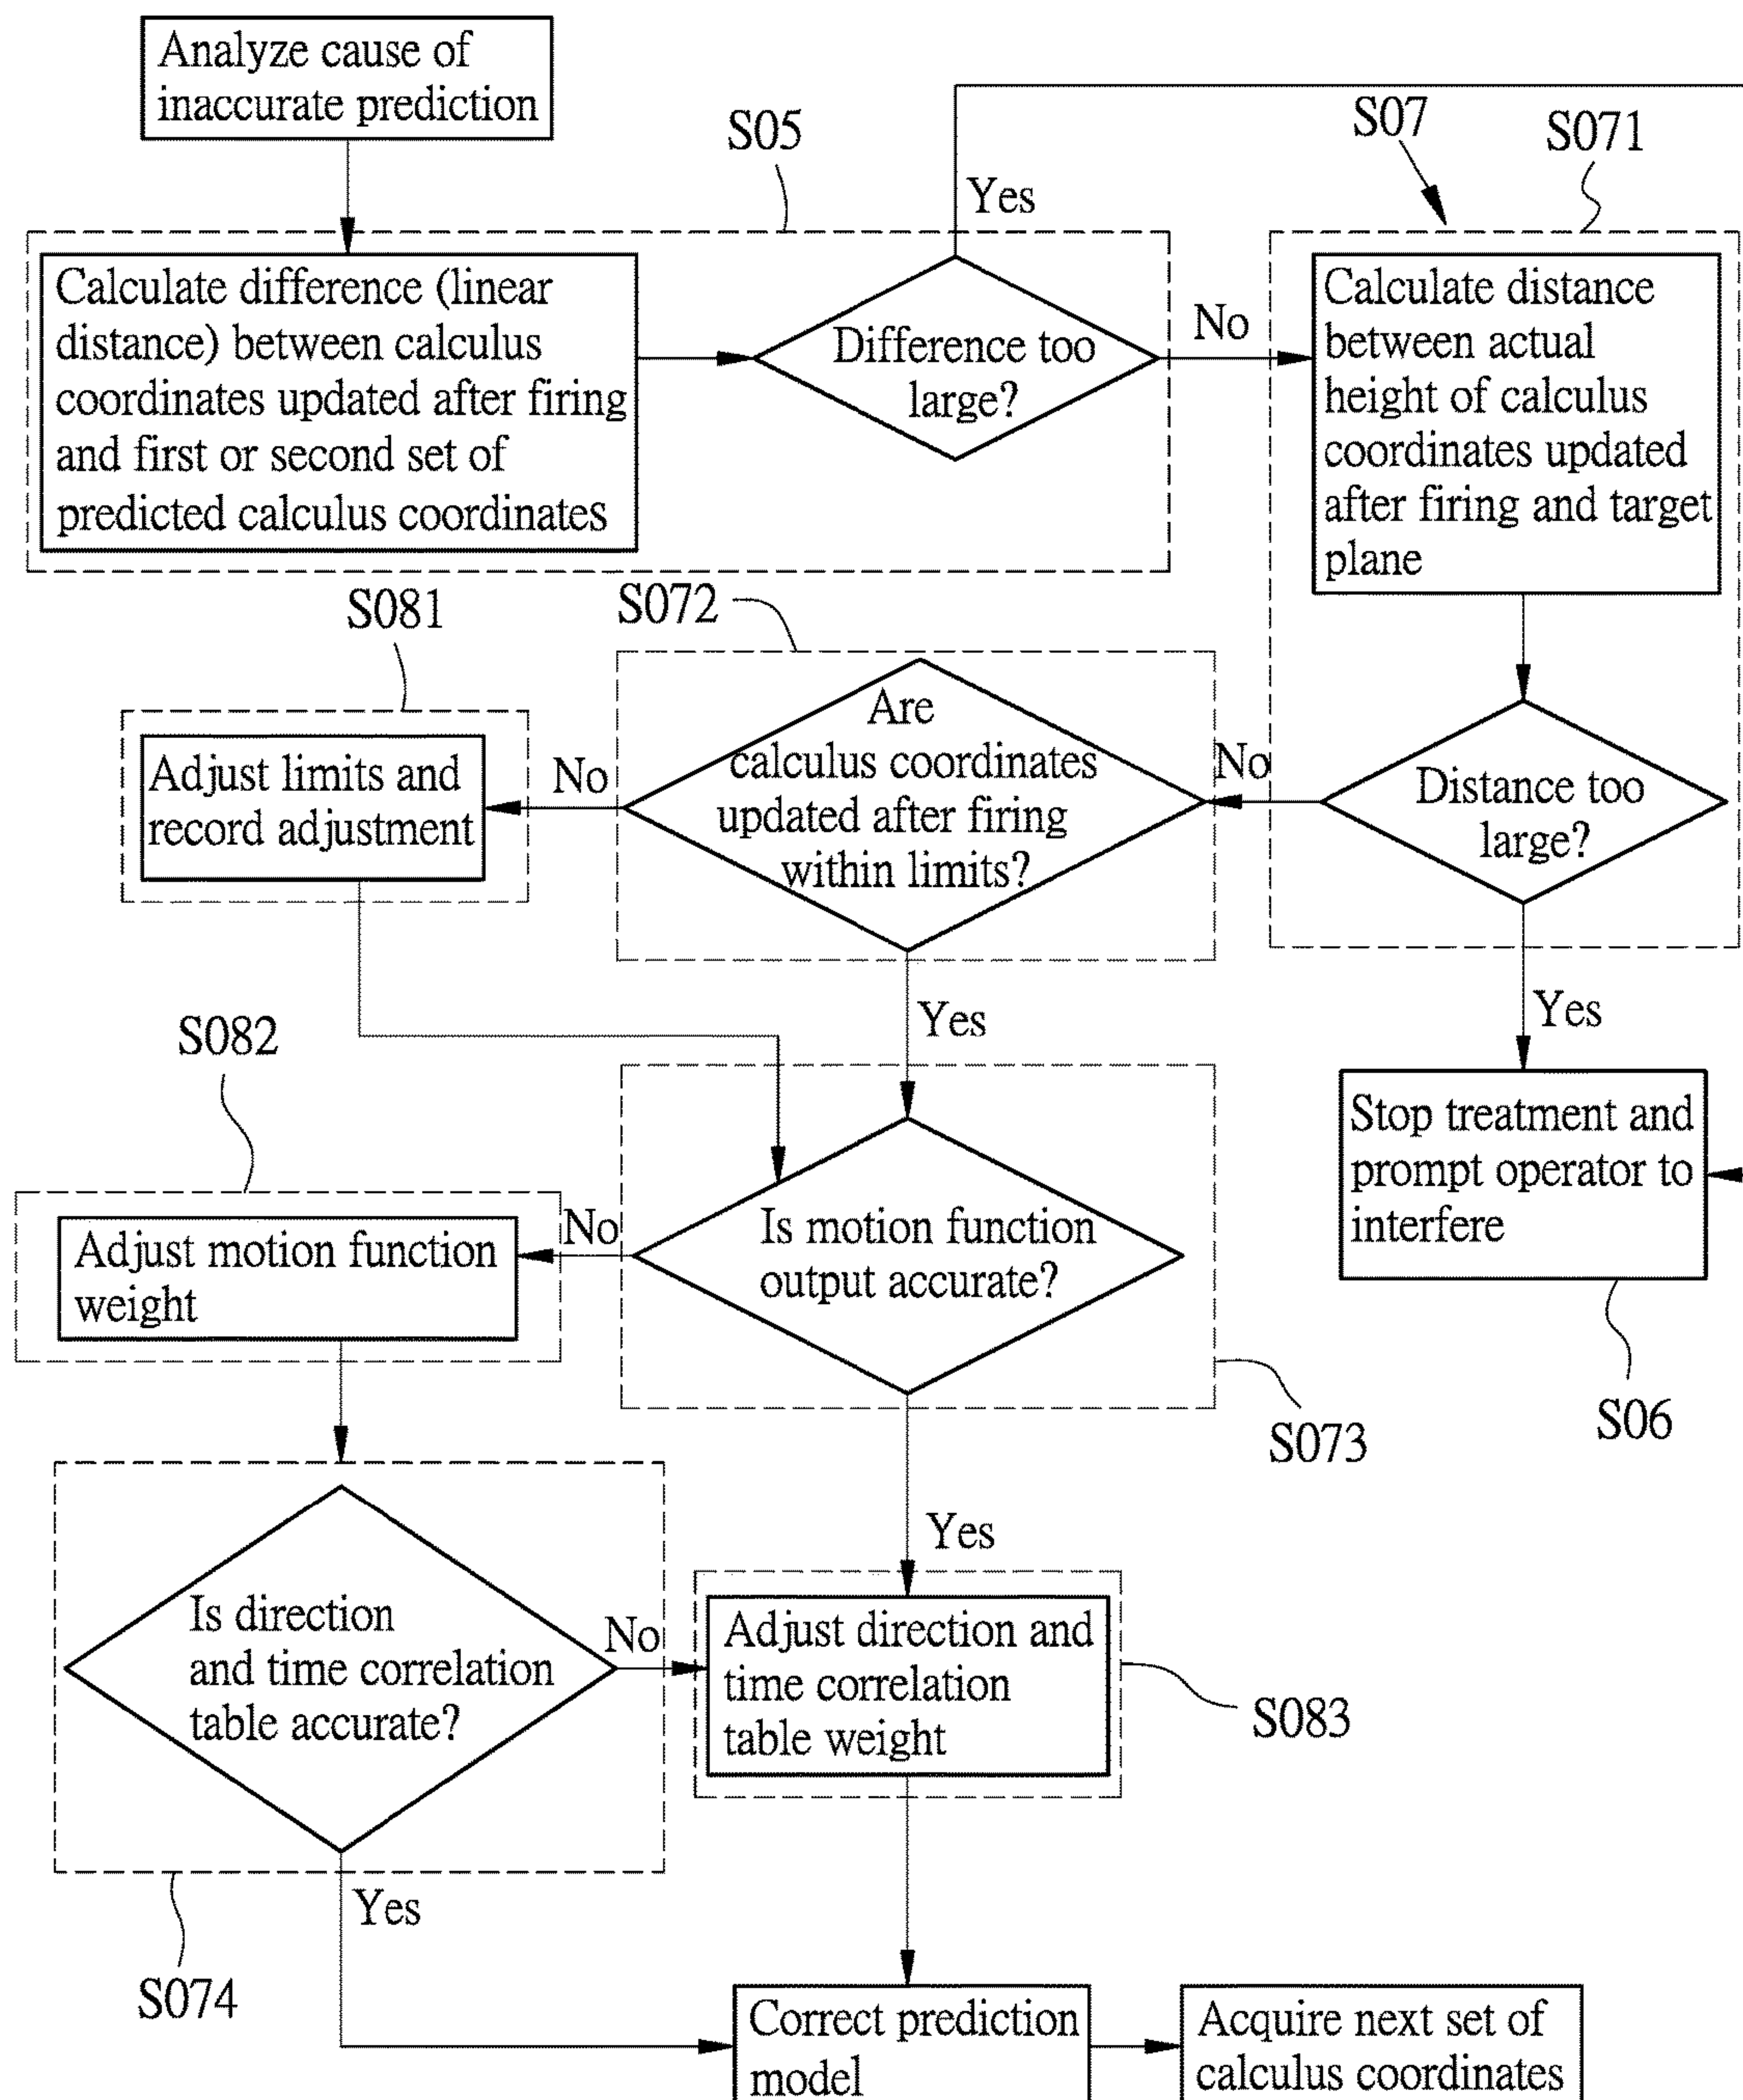 Analyze cause of
inaccurate prediction
S05
S07
S071
Yes
Calculate difference (linear
distance) between calculus
coordinates updated after firing
and first or second set of
predicted calculus coordinates
Difference too
large?
No
Calculate distance
between actual
height of calculus
coordinates updated
after firing and target
plane
S081
S072
Adjust limits and
record adjustment
No
Are
calculus coordinates
updated after firing
within limits?
No
Distance too
large?
Yes
Yes
S082
Stop treatment and
prompt operator to
interfere
Adjust motion function
weight
No
Is motion function
output accurate?
S06
S073
Yes
Is direction
and time correlation
table accurate?
No
Adjust direction and
time correlation
table weight
S083
Yes
S074
Correct prediction
model
Acquire next set of
calculus coordinates